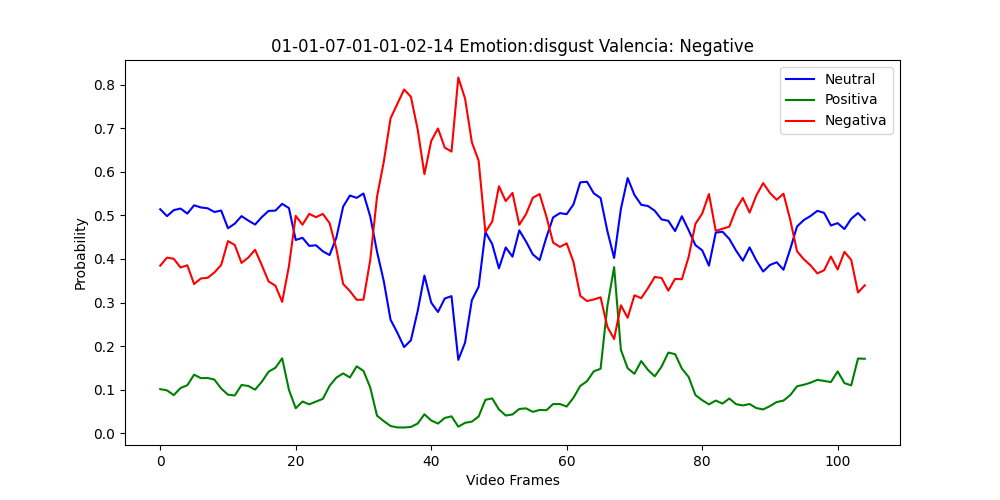 01-01-07-01-01-02-14 Emotion:disgust Valencia: Negative
Neutral
Positiva
Negativa
Probability
0.8
0.7
0.6
0.5
0.4
0.3
0.2
0.1
0.0
0 20 40 60 80 100
Video Frames